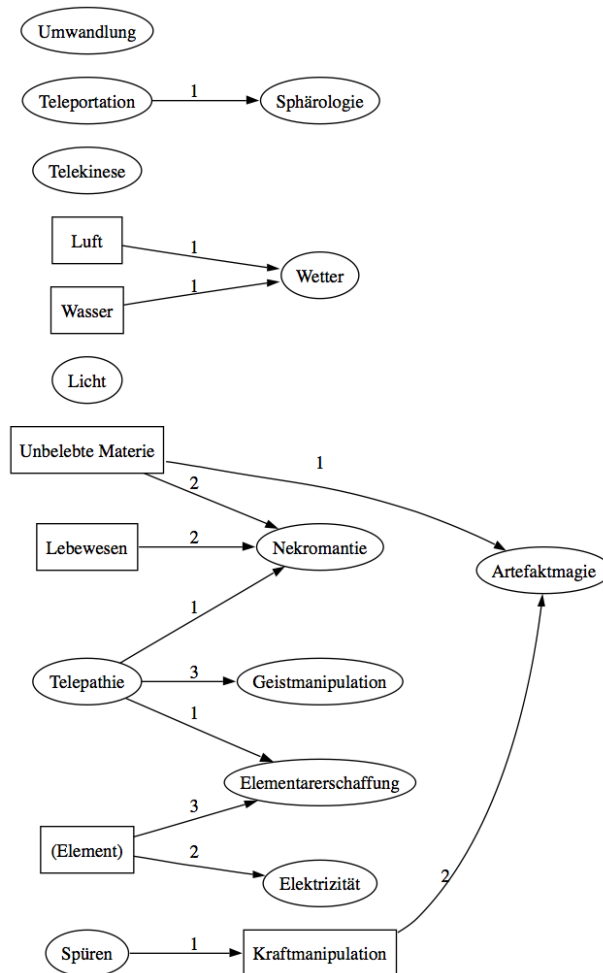 Umwandlung
Teleportation
1
Sphärologie
Telekinese
Luft
1
Wetter
Wasser
1
Licht
Unbelebte Materie
1
2
Lebewesen
2
Nekromantie
Artefaktmagie
1
Telepathie
3
Geistmanipulation
1
Elementarerschaffung
3
(Element)
2
Elektrizität
2
Spüren
1
Kraftmanipulation